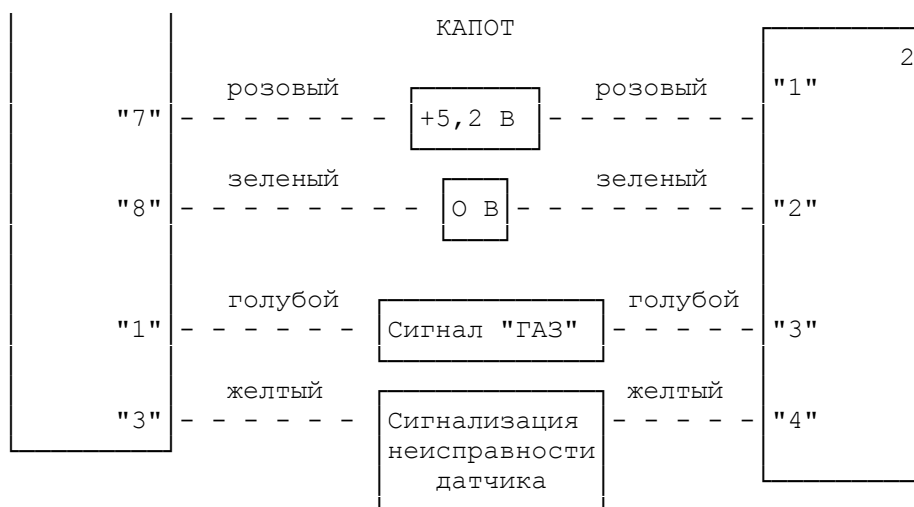 КАПОТ
2
розовый розовый "1"
"7" +5,2 В
зеленый зеленый
"8" О В "2"
голубой голубой
"1" Сигнал "ГАЗ" "3"
желтый желтый
"3" Сигнализация "4"
неисправности
датчика